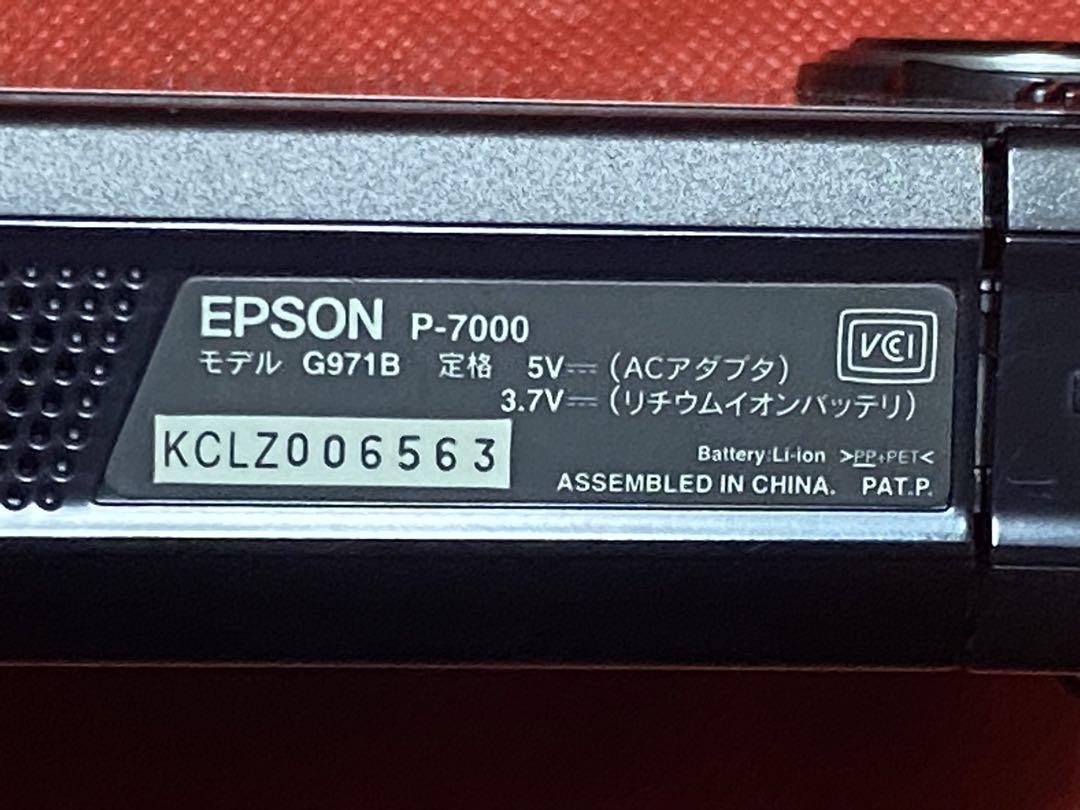 EPSON P-7000
モデル G971B 定格 5V⎓(ACアダプタ)
3.7V⎓(リチウムイオンバッテリ)
VCCI
KCLZ006563
Battery:Li-ion >PP+PET<
ASSEMBLED IN CHINA. PAT.P.